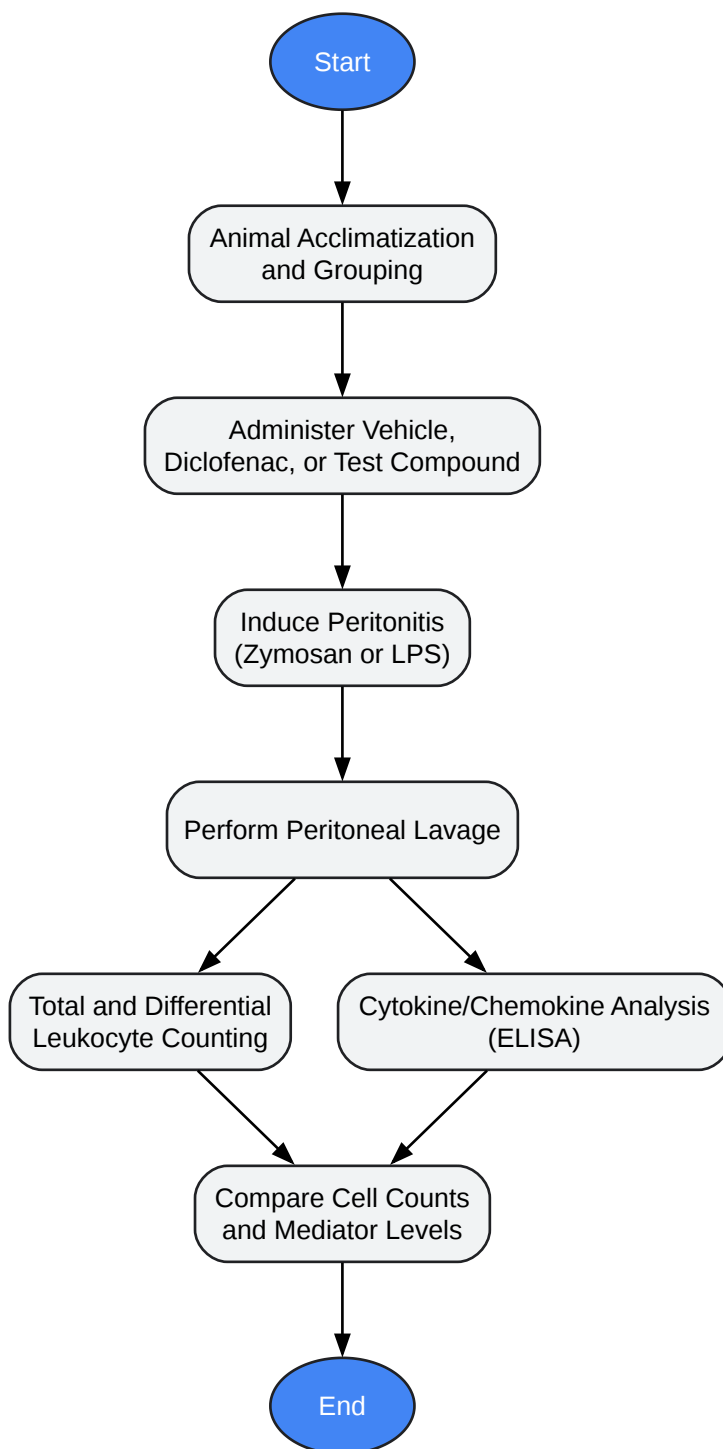 Start
Animal Acclimatization
and Grouping
Administer Vehicle,
Diclofenac, or Test Compound
Induce Peritonitis
(Zymosan or LPS)
Perform Peritoneal Lavage
Total and Differential
Leukocyte Counting
Cytokine/Chemokine Analysis
(ELISA)
Compare Cell Counts
and Mediator Levels
End